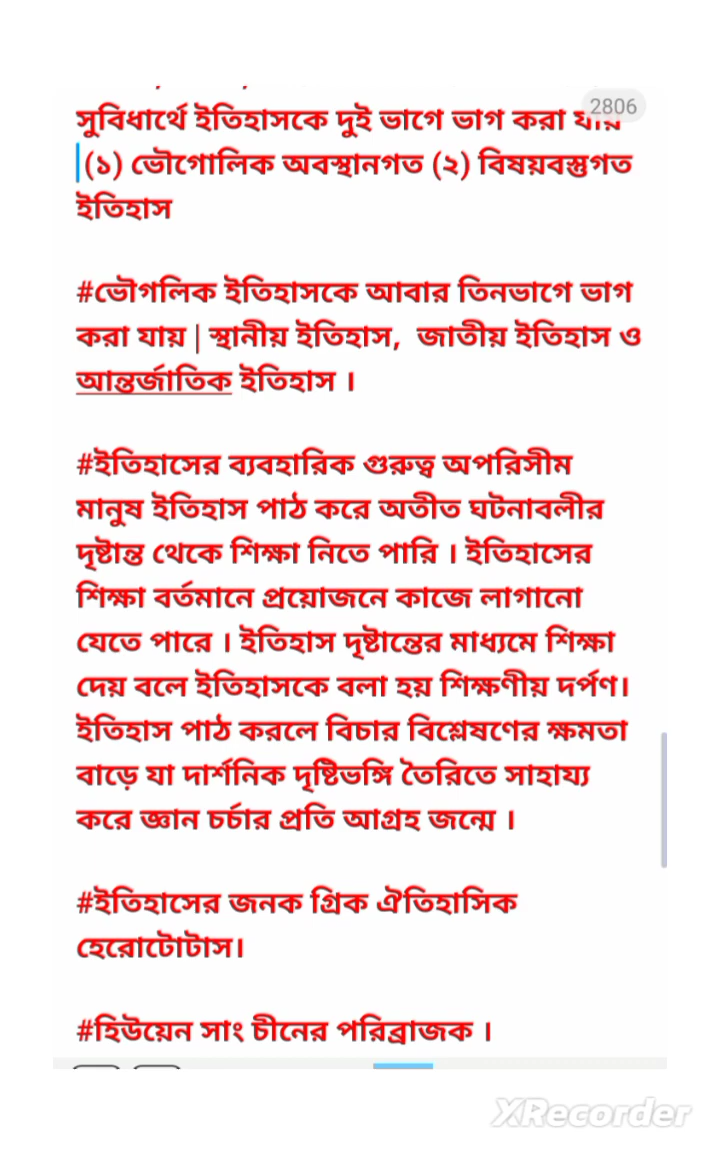 2806
সুবিধার্থে ইতিহাসকে দুই ভাগে ভাগ করা যায়
(১) ভৌগোলিক অবস্থানগত (২) বিষয়বস্তুগত
ইতিহাস
#ভৌগলিক ইতিহাসকে আবার তিনভাগে ভাগ
করা যায় | স্থানীয় ইতিহাস, জাতীয় ইতিহাস ও
আন্তর্জাতিক ইতিহাস ।
#ইতিহাসের ব্যবহারিক গুরুত্ব অপরিসীম
মানুষ ইতিহাস পাঠ করে অতীত ঘটনাবলীর
দৃষ্টান্ত থেকে শিক্ষা নিতে পারি । ইতিহাসের
শিক্ষা বর্তমানে প্রয়োজনে কাজে লাগানো
যেতে পারে । ইতিহাস দৃষ্টান্তের মাধ্যমে শিক্ষা
দেয় বলে ইতিহাসকে বলা হয় শিক্ষণীয় দর্পণ।
ইতিহাস পাঠ করলে বিচার বিশ্লেষণের ক্ষমতা
বাড়ে যা দার্শনিক দৃষ্টিভঙ্গি তৈরিতে সাহায্য
করে জ্ঞান চর্চার প্রতি আগ্রহ জন্মে ।
#ইতিহাসের জনক গ্রিক ঐতিহাসিক
হেরোটোটাস।
#হিউয়েন সাং চীনের পরিব্রাজক ।
XRecorder